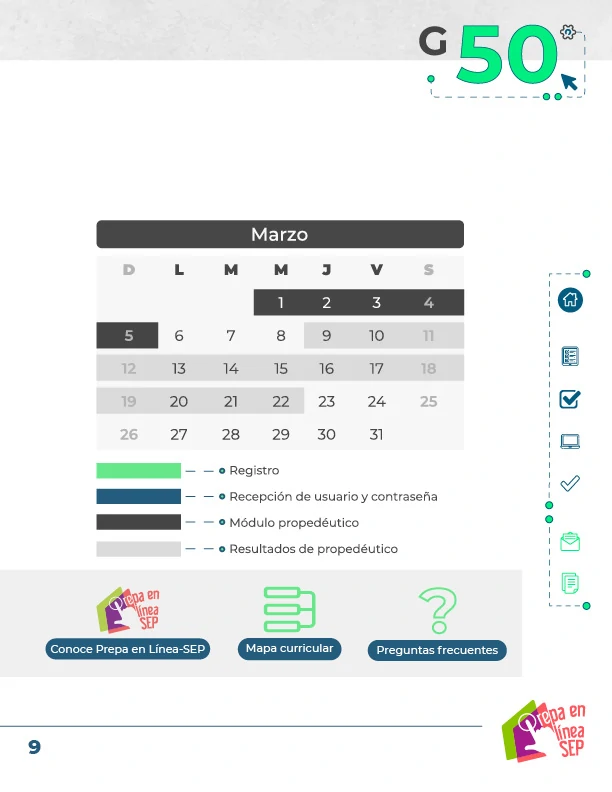 G 50
Marzo
D L M M J V S
1 2 3 4
5 6 7 8 9 10 11
12 13 14 15 16 17 18
19 20 21 22 23 24 25
26 27 28 29 30 31
Registro
Recepción de usuario y contraseña
Módulo propedéutico
Resultados de propedéutico
Prepa en
línea
SEP
?
Conoce Prepa en Línea-SEP
Mapa curricular
Preguntas frecuentes
9
Prepa en
línea
SEP